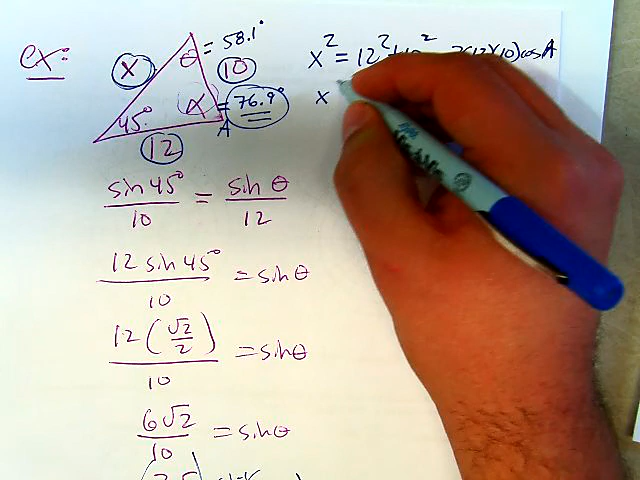 ex:
x
θ = 58.1°
10
α = 76.9°
45°
A
12
x² = 12² + 10² - 2(12)(10)cos A
x
sin 45° / 10 = sin θ / 12
12 sin 45° / 10 = sin θ
12 (√2 / 2) / 10 = sin θ
6√2 / 10 = sin θ